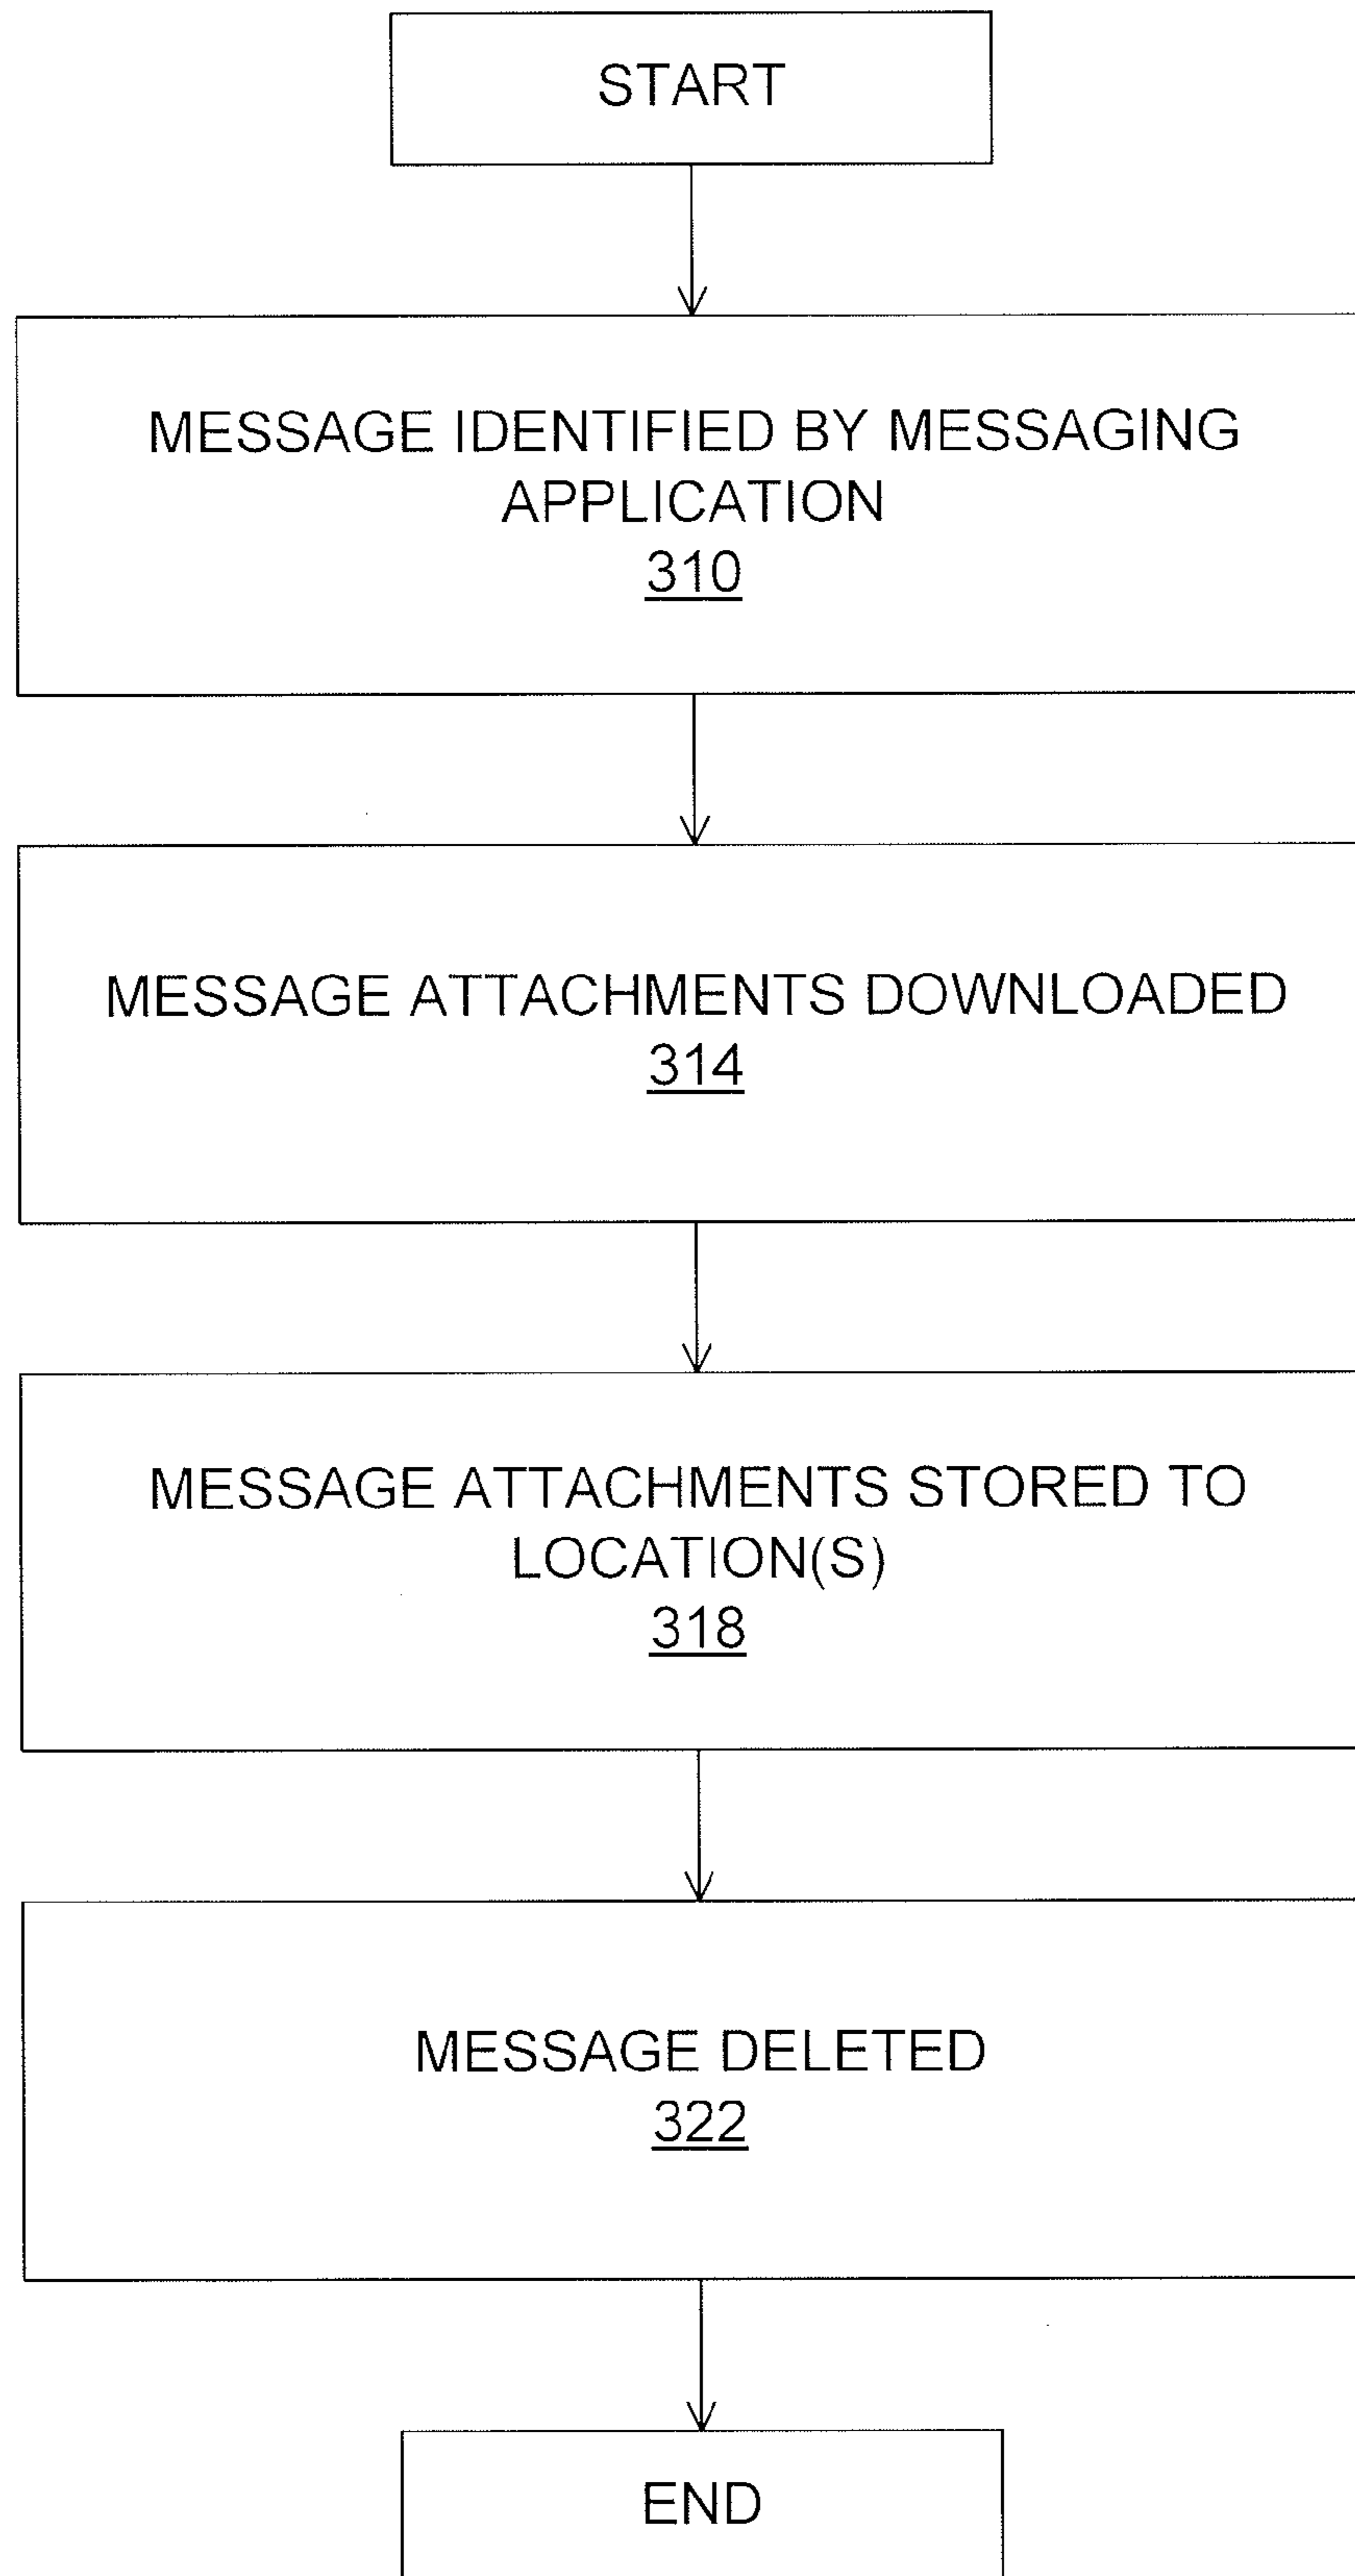 START
MESSAGE IDENTIFIED BY MESSAGING
APPLICATION
310
MESSAGE ATTACHMENTS DOWNLOADED
314
MESSAGE ATTACHMENTS STORED TO
LOCATION(S)
318
MESSAGE DELETED
322
END